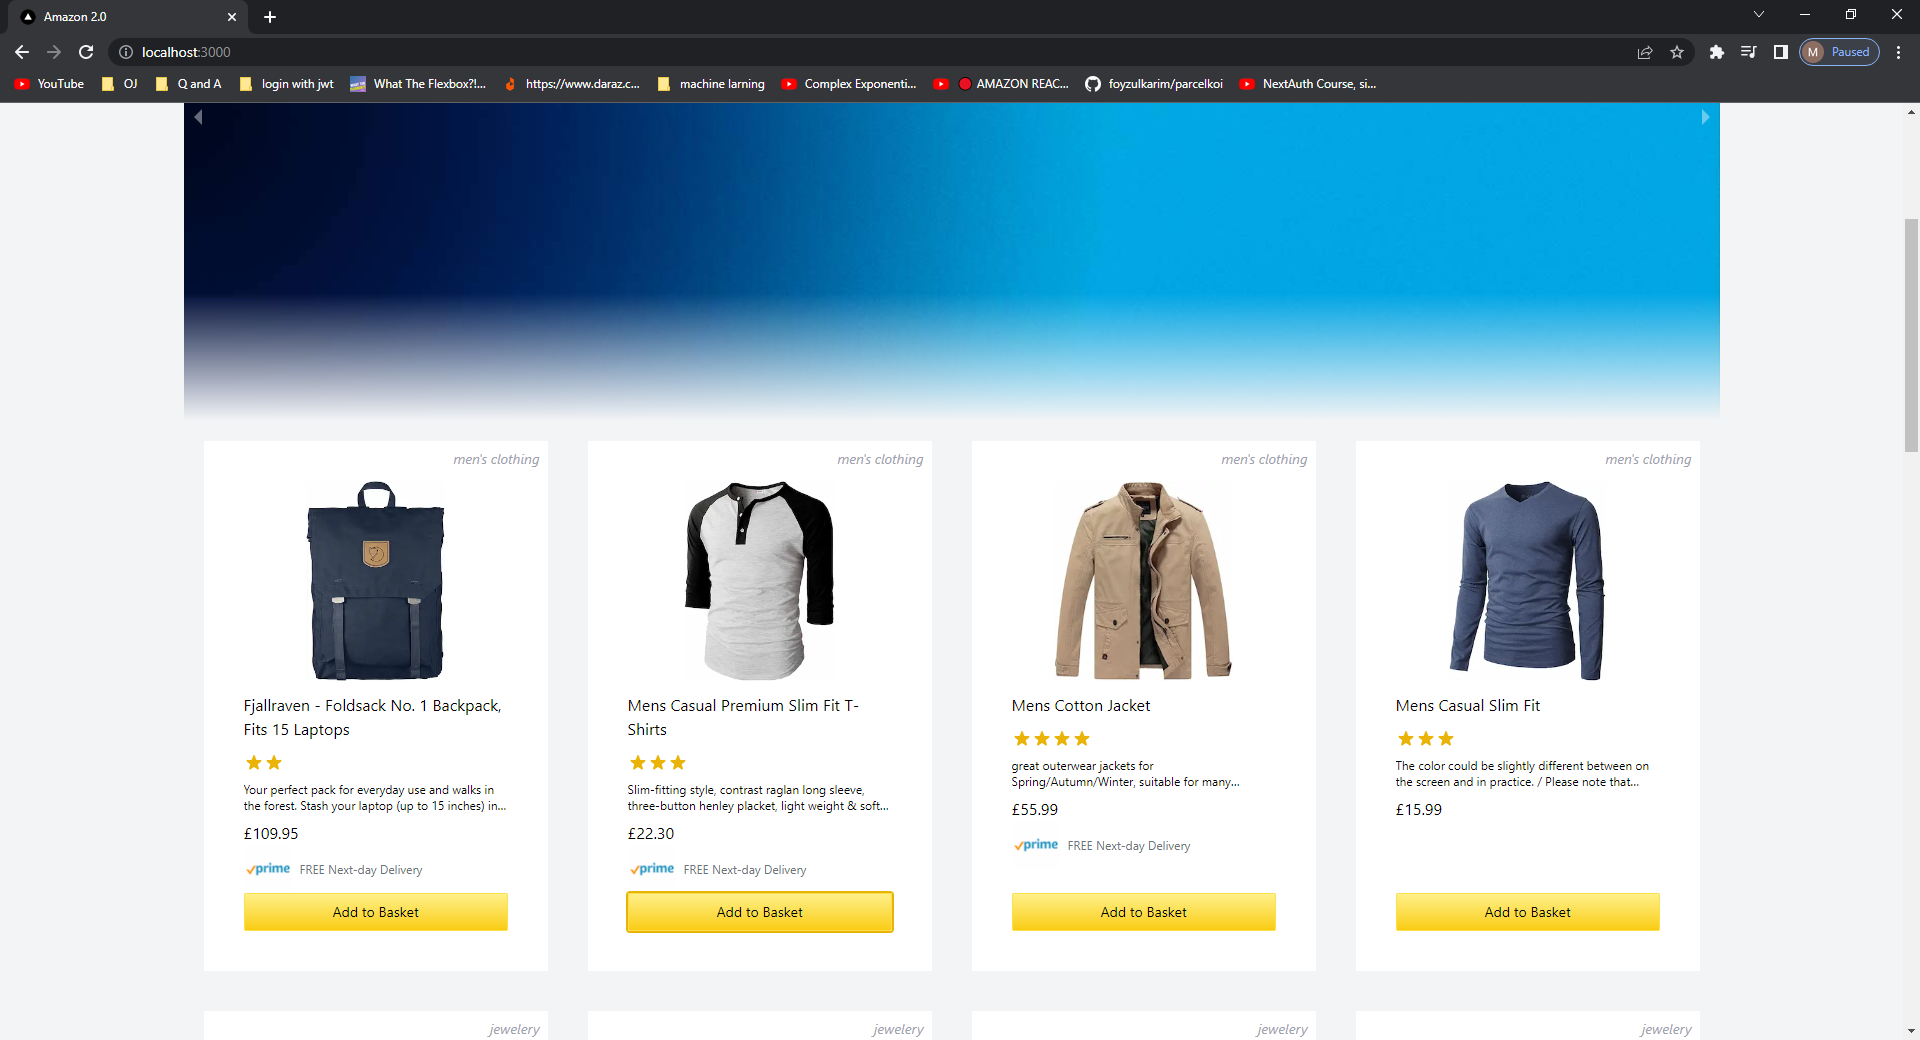 Amazon 2.0
localhost:3000
M Paused
YouTube
OJ
Q and A
login with jwt
What The Flexbox?!...
https://www.daraz.c...
machine larning
Complex Exponenti...
AMAZON REAC...
foyzulkarim/parcelkoi
NextAuth Course, si...
men's clothing
Fjallraven - Foldsack No. 1 Backpack,
Fits 15 Laptops
Your perfect pack for everyday use and walks in
the forest. Stash your laptop (up to 15 inches) in...
£109.95
prime FREE Next-day Delivery
Add to Basket
men's clothing
Mens Casual Premium Slim Fit T-
Shirts
Slim-fitting style, contrast raglan long sleeve,
three-button henley placket, light weight & soft...
£22.30
prime FREE Next-day Delivery
Add to Basket
men's clothing
Mens Cotton Jacket
great outerwear jackets for
Spring/Autumn/Winter, suitable for many...
£55.99
prime FREE Next-day Delivery
Add to Basket
men's clothing
Mens Casual Slim Fit
The color could be slightly different between on
the screen and in practice. / Please note that...
£15.99
Add to Basket
jewelery
jewelery
jewelery
jewelery